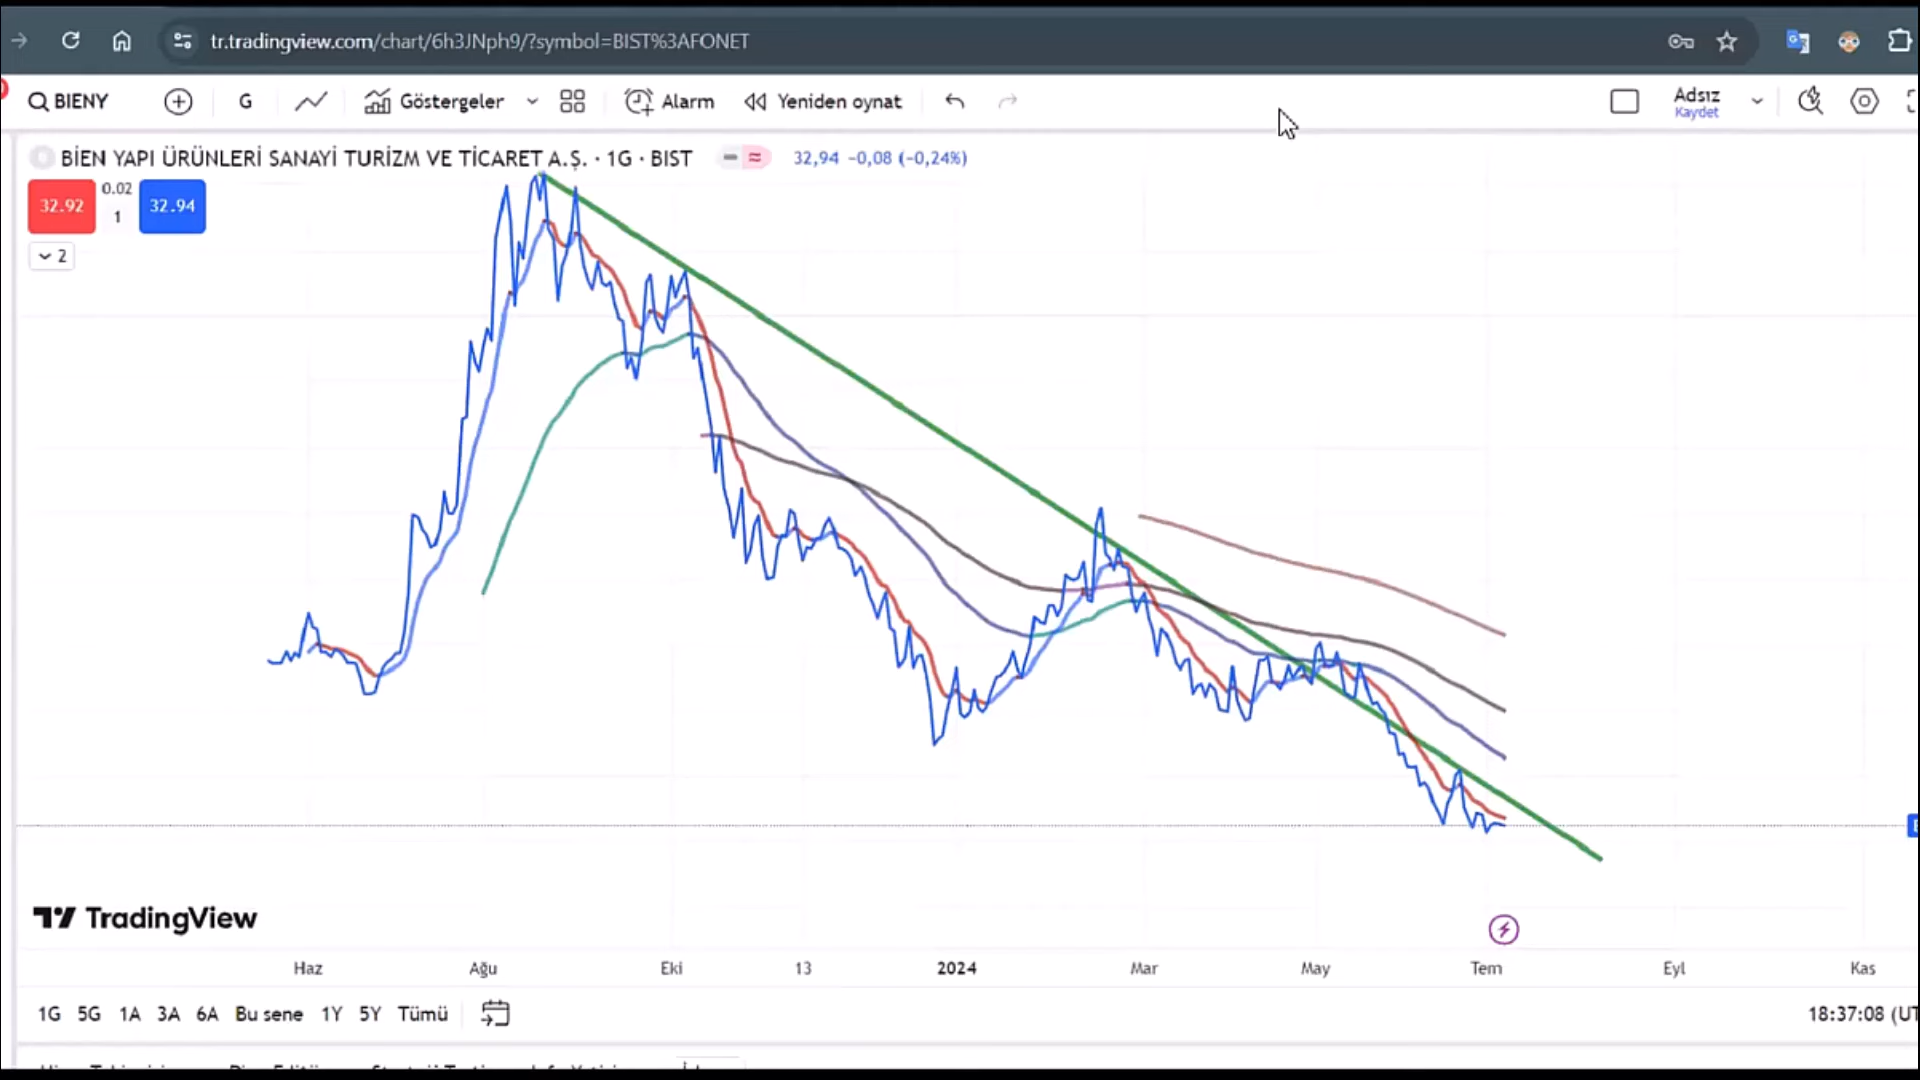 tr.tradingview.com/chart/6h3JNph9/?symbol=BIST%3AFONET
BIENY G Göstergeler Alarm Yeniden oynat Adsız
Kaydet
BİEN YAPI ÜRÜNLERİ SANAYİ TURİZM VE TİCARET A.Ş. · 1G · BIST 32,94 −0,08 (−0,24%)
32.92 0.02 32.94
1
2
TradingView
Haz Ağu Eki 13 2024 Mar May Tem Eyl Kas
1G 5G 1A 3A 6A Bu sene 1Y 5Y Tümü 18:37:08 (UT